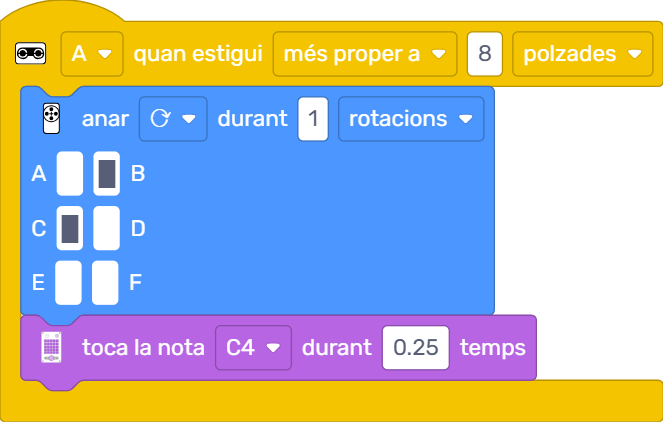 A quan estigui més proper a 8 polzades
anar durant 1 rotacions
A B
C D
E F
toca la nota C4 durant 0.25 temps